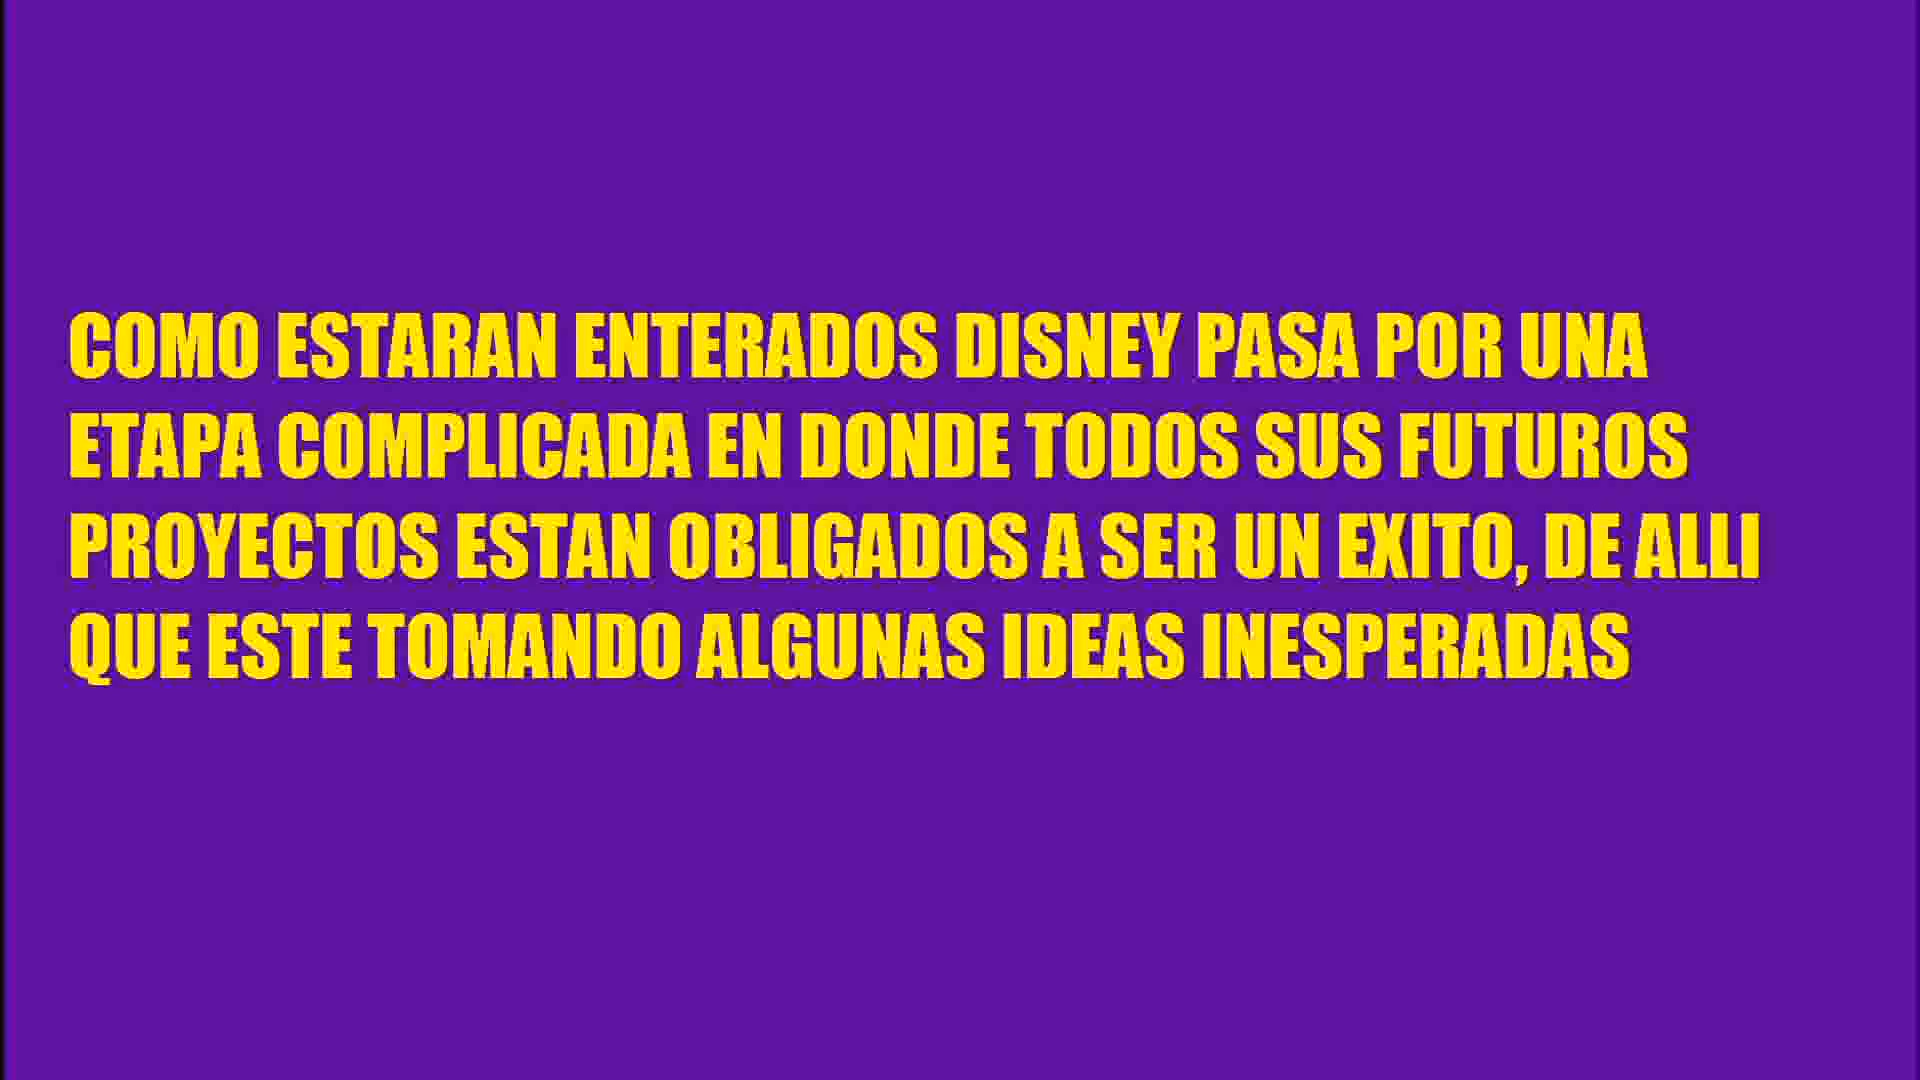 COMO ESTARAN ENTERADOS DISNEY PASA POR UNA
ETAPA COMPLICADA EN DONDE TODOS SUS FUTUROS
PROYECTOS ESTAN OBLIGADOS A SER UN EXITO, DE ALLI
QUE ESTE TOMANDO ALGUNAS IDEAS INESPERADAS